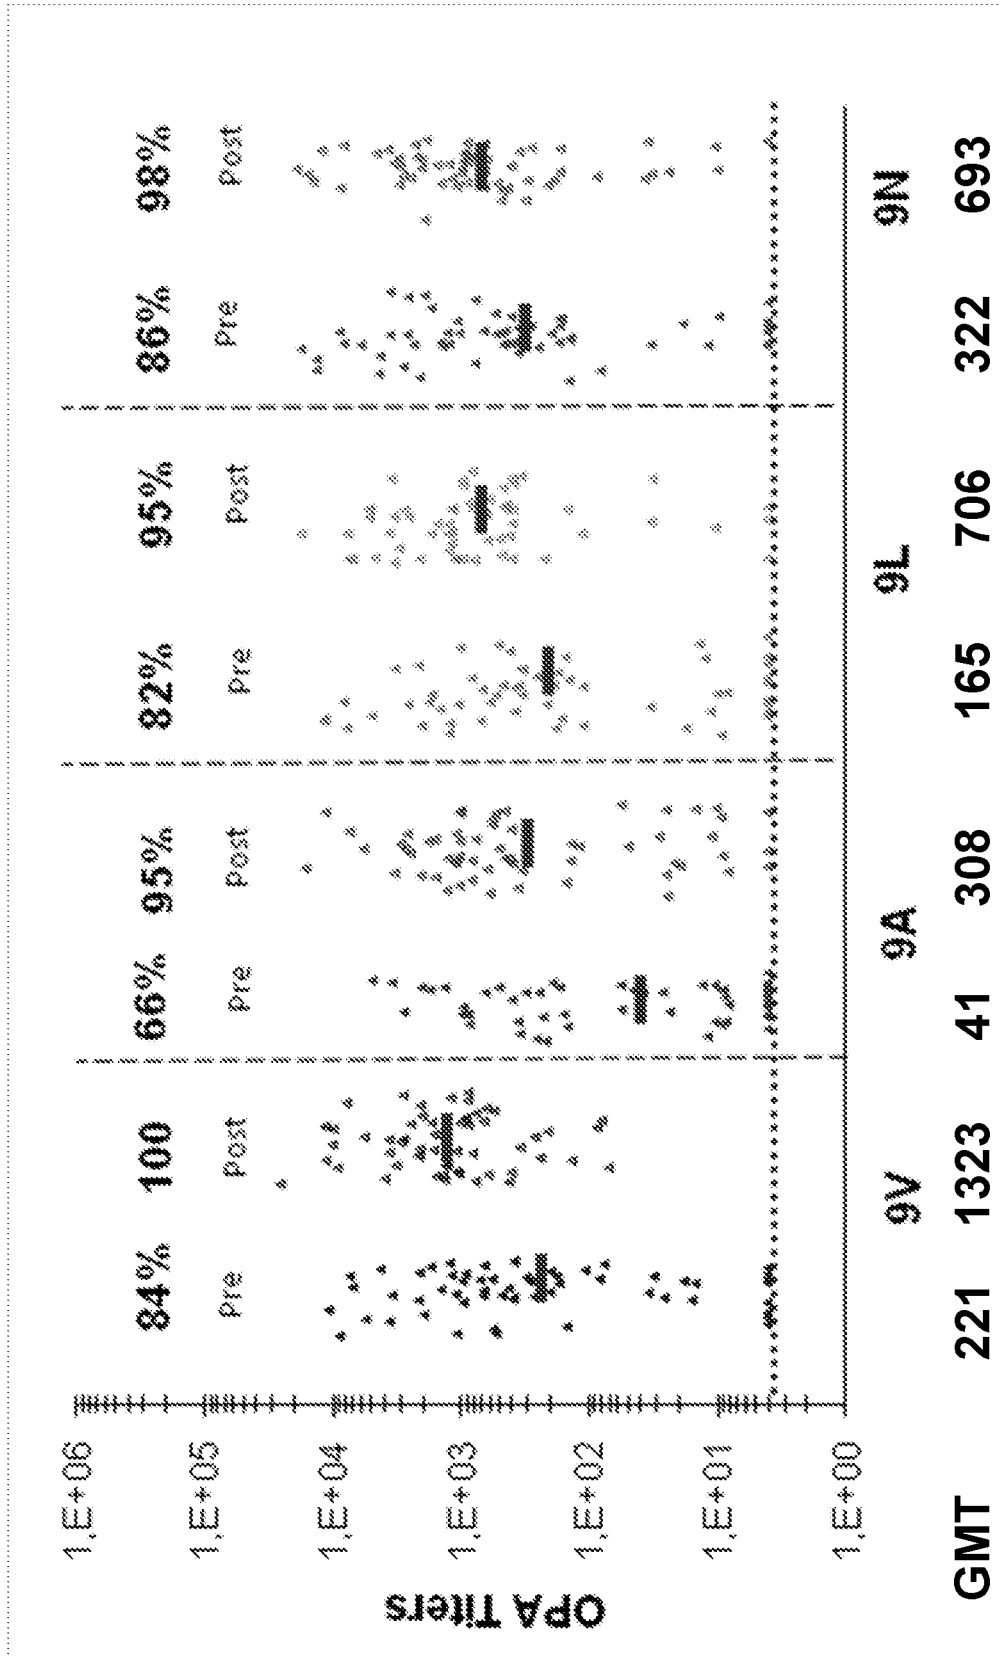 84% 100 66% 95% 82% 95% 86% 98%
Pre Post Pre Post Pre Post Pre Post
OPA Titers
1,E+06
1,E+05
1,E+04
1,E+03
1,E+02
1,E+01
1,E+00
9V 9A 9L 9N
GMT 221 1323 41 308 165 706 322 693